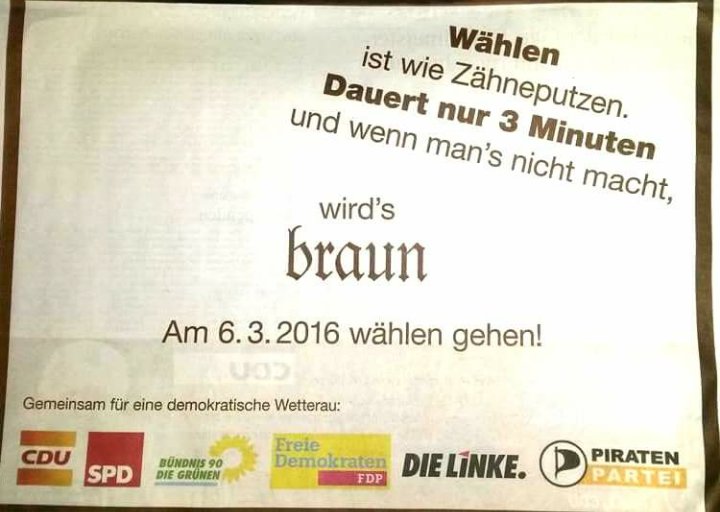 Wählen
ist wie Zähneputzen.
Dauert nur 3 Minuten
und wenn man's nicht macht,
wird's
braun
Am 6. 3. 2016 wählen gehen!
CDU
Gemeinsam für eine demokratische Wetterau:
CDU
SPD
BÜNDNIS 90
DIE GRÜNEN
Freie
Demokraten
FDP
DIE LINKE.
PIRATEN
PARTEI